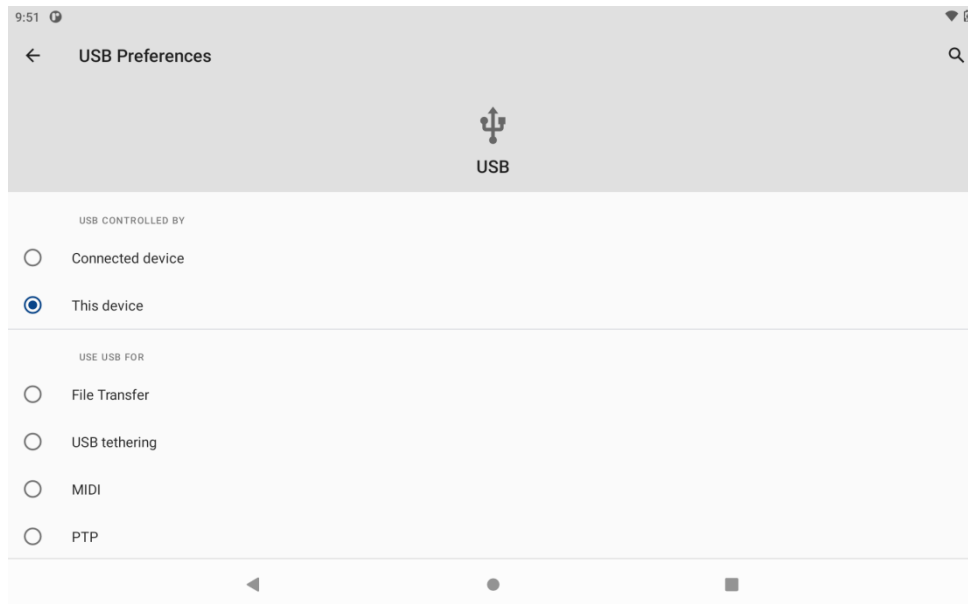 9:51
USB Preferences
USB
USB CONTROLLED BY
Connected device
This device
USE USB FOR
File Transfer
USB tethering
MIDI
PTP